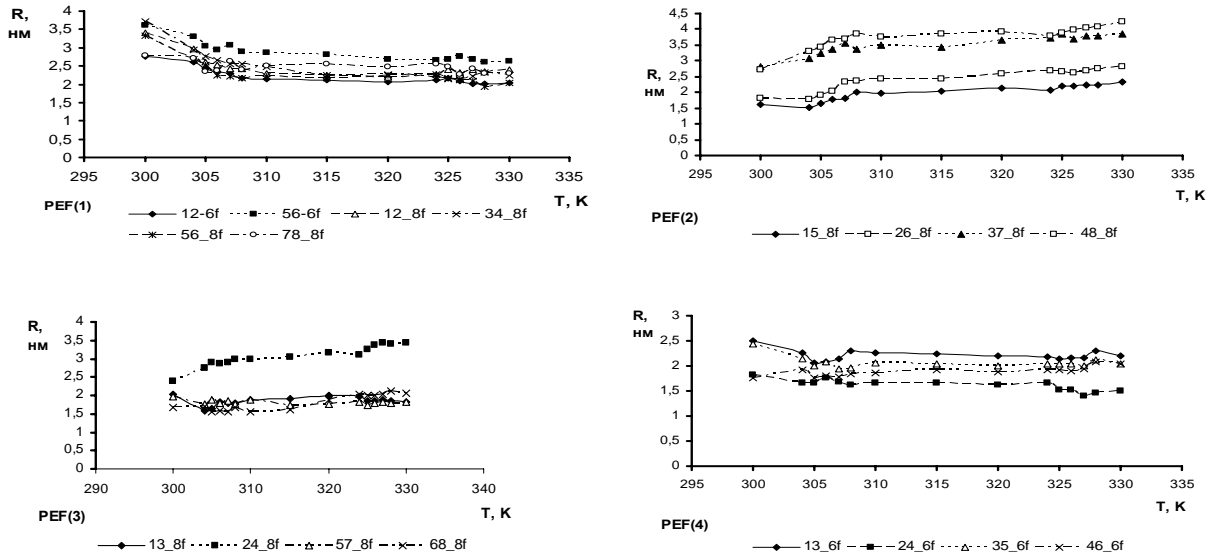 R,
нм
4
3,5
3
2,5
2
1,5
1
0,5
0
295 300 305 310 315 320 325 330 335
T, K
PEF(1)
12-6f 56-6f 12_8f 34_8f
56_8f 78_8f
R,
нм
4,5
4
3,5
3
2,5
2
1,5
1
0,5
0
295 300 305 310 315 320 325 330 335
T, K
PEF(2)
15_8f 26_8f 37_8f 48_8f
R,
нм
4
3,5
3
2,5
2
1,5
1
0,5
0
290 300 310 320 330 340
T, K
PEF(3)
13_8f 24_8f 57_8f 68_8f
R,
нм
3
2,5
2
1,5
1
0,5
0
295 300 305 310 315 320 325 330 335
T, K
PEF(4)
13_6f 24_6f 35_6f 46_6f